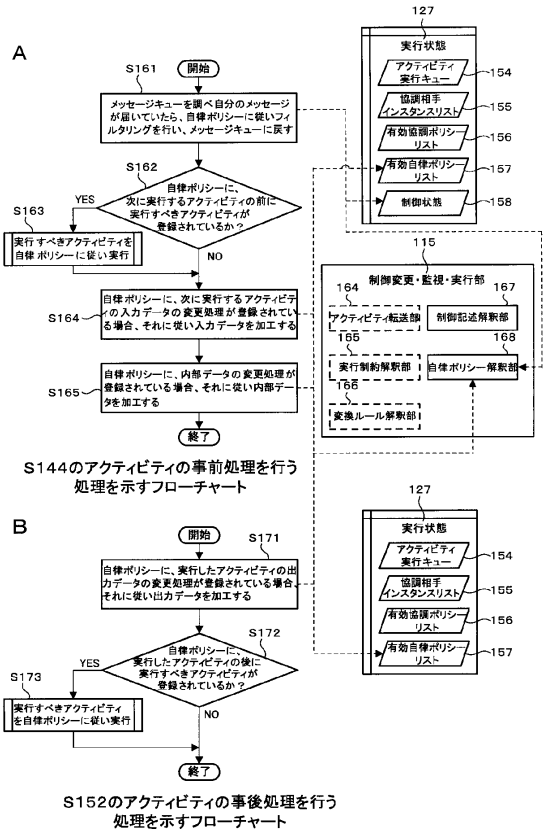 A
開始
S161
メッセージキューを調べ自分のメッセージ
が届いていたら、自律ポリシーに従いフィ
ルタリングを行い、メッセージキューに戻す
S162
自律ポリシーに、
次に実行するアクティビティの前に
実行すべきアクティビティが
登録されているか？
YES
NO
S163
実行すべきアクティビティを
自律ポリシーに従い実行
S164
自律ポリシーに、次に実行するアクティビテ
ィの入力データの変更処理が登録されてい
る場合、それに従い入力データを加工する
S165
自律ポリシーに、内部データの変更処理が
登録されている場合、それに従い内部デー
タを加工する
終了
S144のアクティビティの事前処理を行う
処理を示すフローチャート
127
実行状態
アクティビティ
実行キュー
154
協調相手
インスタンスリスト
155
有効協調ポリシー
リスト
156
有効自律ポリシー
リスト
157
制御状態
158
115
制御変更・監視・実行部
164
アクティビティ転送部
167
制御記述解釈部
165
実行制約解釈部
168
自律ポリシー解釈部
166
変換ルール解釈部
B
開始
S171
自律ポリシーに、実行したアクティビティの出
力データの変更処理が登録されている場合、
それに従い出力データを加工する
S172
自律ポリシーに、
実行したアクティビティの後に
実行すべきアクティビティが
登録されているか？
YES
NO
S173
実行すべきアクティビティ
を自律ポリシーに従い実行
終了
S152のアクティビティの事後処理を行う
処理を示すフローチャート
127
実行状態
アクティビティ
実行キュー
154
協調相手
インスタンスリスト
155
有効協調ポリシー
リスト
156
有効自律ポリシー
リスト
157